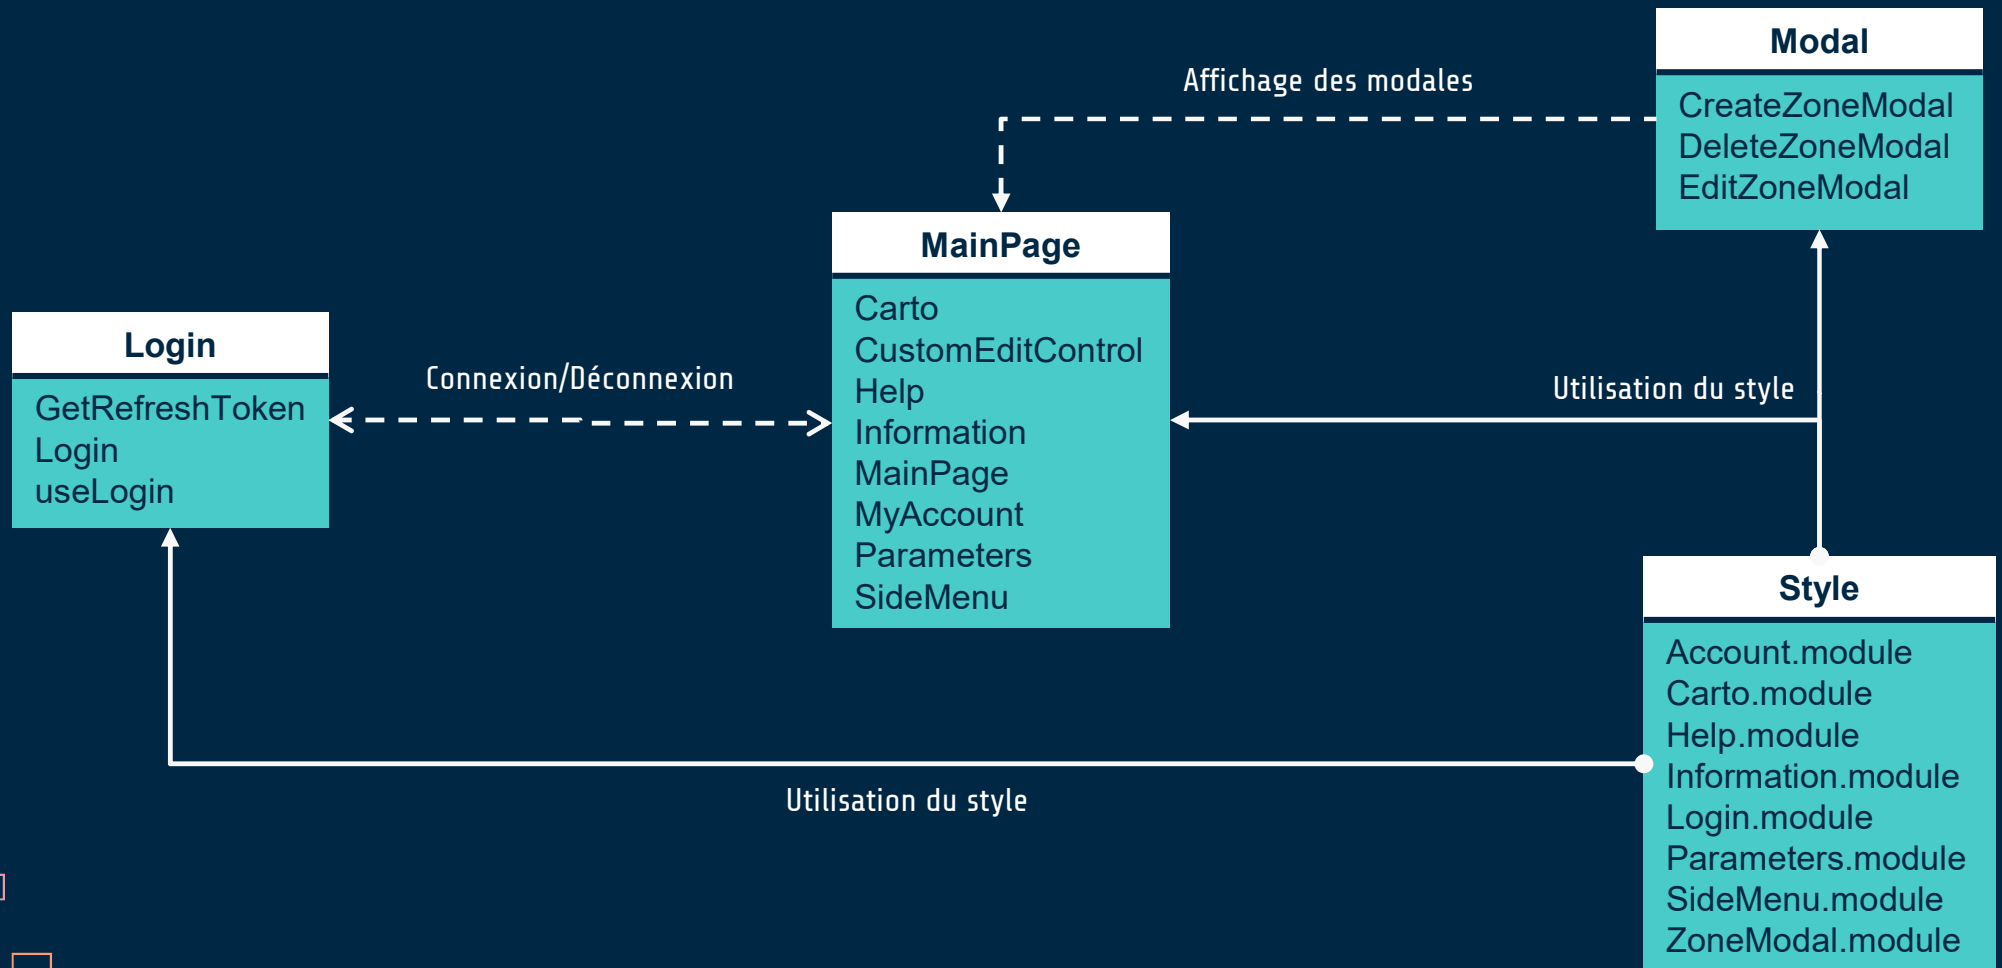 Modal
CreateZoneModal
DeleteZoneModal
EditZoneModal
Affichage des modales
MainPage
Carto
CustomEditControl
Help
Information
MainPage
MyAccount
Parameters
SideMenu
Login
GetRefreshToken
Login
useLogin
Connexion/Déconnexion
Utilisation du style
Style
Account.module
Carto.module
Help.module
Information.module
Login.module
Parameters.module
SideMenu.module
ZoneModal.module
Utilisation du style